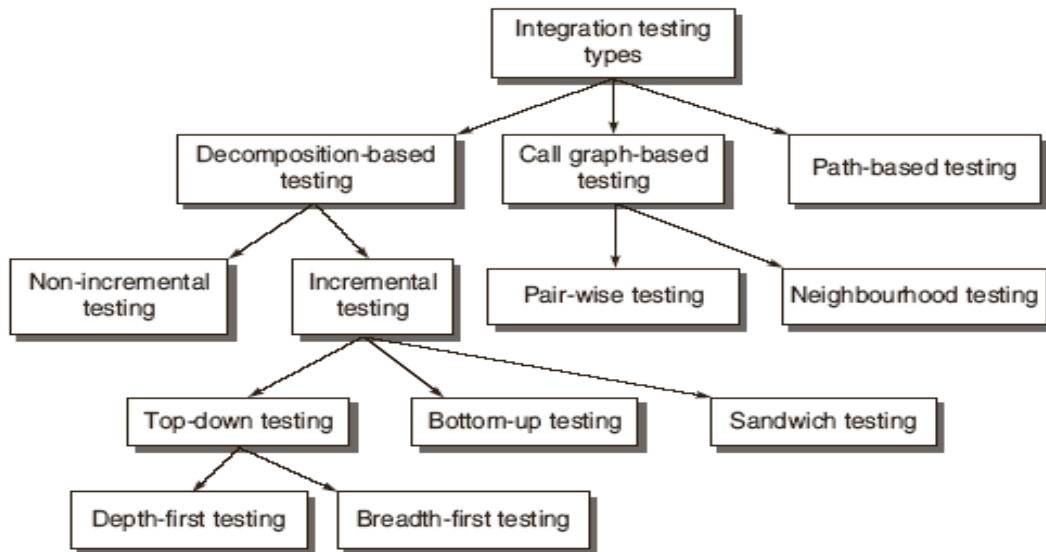 Integration testing
types
Decomposition-based
testing
Call graph-based
testing
Path-based testing
Non-incremental
testing
Incremental
testing
Pair-wise testing
Neighbourhood testing
Top-down testing
Bottom-up testing
Sandwich testing
Depth-first testing
Breadth-first testing